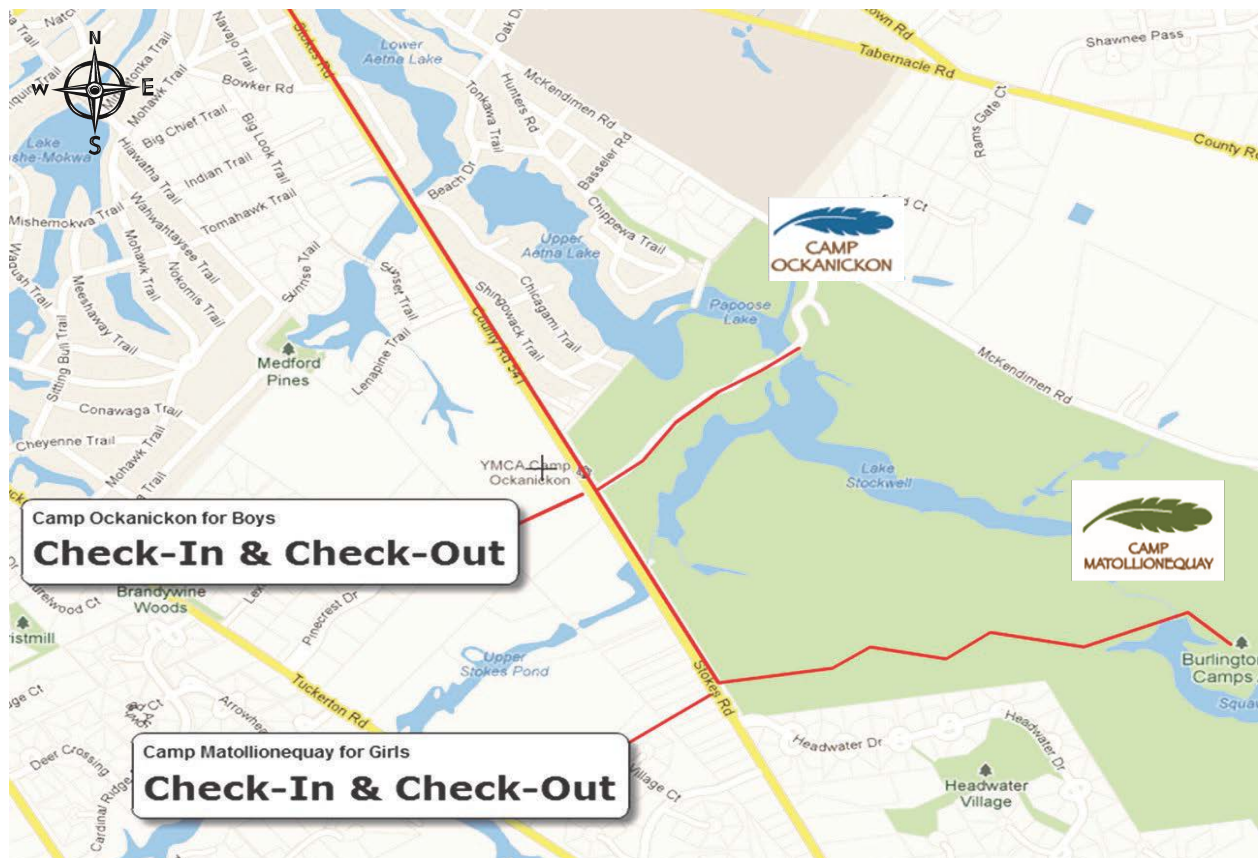 N
W
E
S
Navajo Trail
Mohawk Trail
Bowker Rd
Big Chief Trail
Big Look Trail
Indian Trail
Tomahawk Trail
Hiawatha Trail
Wahwahtaysee Trail
Mohawk Trail
Nokomis Trail
Mishemokwa Trail
Meeshaway Trail
Sitting Bull Trail
Conawaga Trail
Cheyenne Trail
Mohawk Trail
Lake
Sunrise Trail
Sunset Trail
Lenapine Trail
Medford
Pines
Stokes Rd
Lower
Aetna Lake
Oak Dr
Hunters Rd
Tonkawa Trail
McKendimen Rd
Basseler Rd
Beach Dr
Chippewa Trail
Upper
Aetna Lake
Chicagami Trail
Shingowack Trail
County Rd 541
Tabernacle Rd
Shawnee Pass
Rams Gate Ct
CAMP
OCKANICKON
Papoose
Lake
McKendimen Rd
YMCA Camp
Ockanickon
Lake
Stockwell
CAMP
MATOLLIONEQUAY
Camp Ockanickon for Boys
Check-In & Check-Out
Brandywine
Woods
Pinecrest Dr
Tuckerton Rd
Upper
Stokes Pond
Stokes Rd
Deer Crossing
Camp Matollionequay for Girls
Check-In & Check-Out
Village Ct
Headwater Dr
Headwater Dr
Headwater
Village
Burlington
Camps